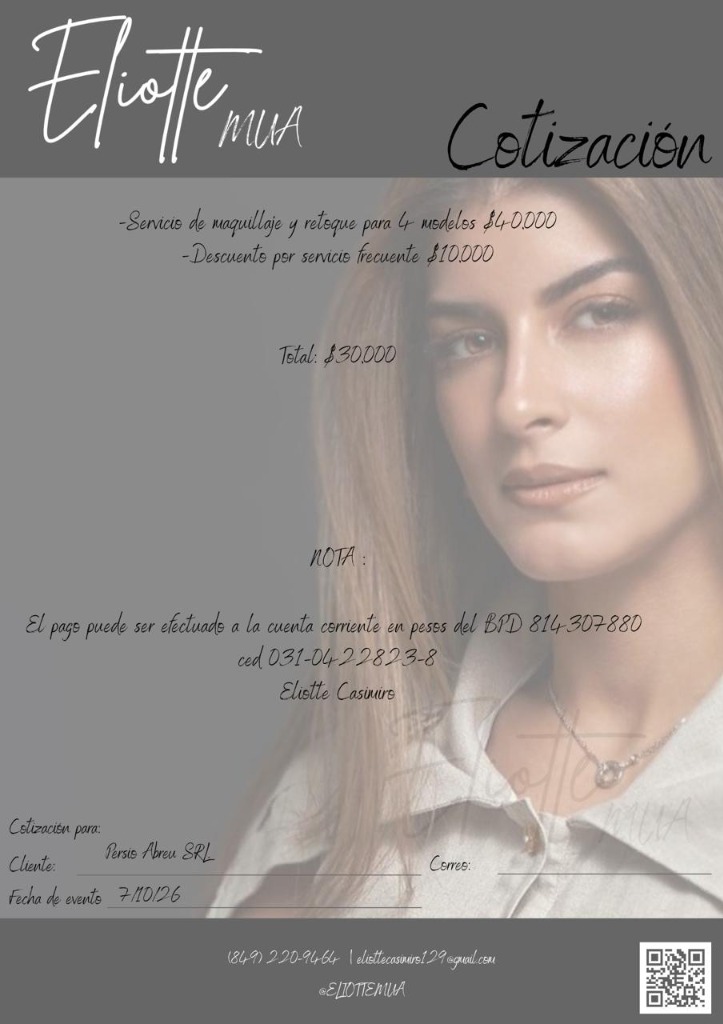 Eliotte
MUA
Cotización
-Servicio de maquillaje y retoque para 4 modelos $40,000
-Descuento por servicio frecuente $10,000
Total: $30,000
NOTA :
El pago puede ser efectuado a la cuenta corriente en pesos del BPD 814307880
ced 031-0422823-8
Eliotte Casimiro
Eliotte
MUA
Cotización para:
Cliente: Persio Abreu SRL
Correo:
Fecha de evento 7/10/26
(849) 220-9464 | eliottecasimiro129@gmail.com
@ELIOTTEMUA